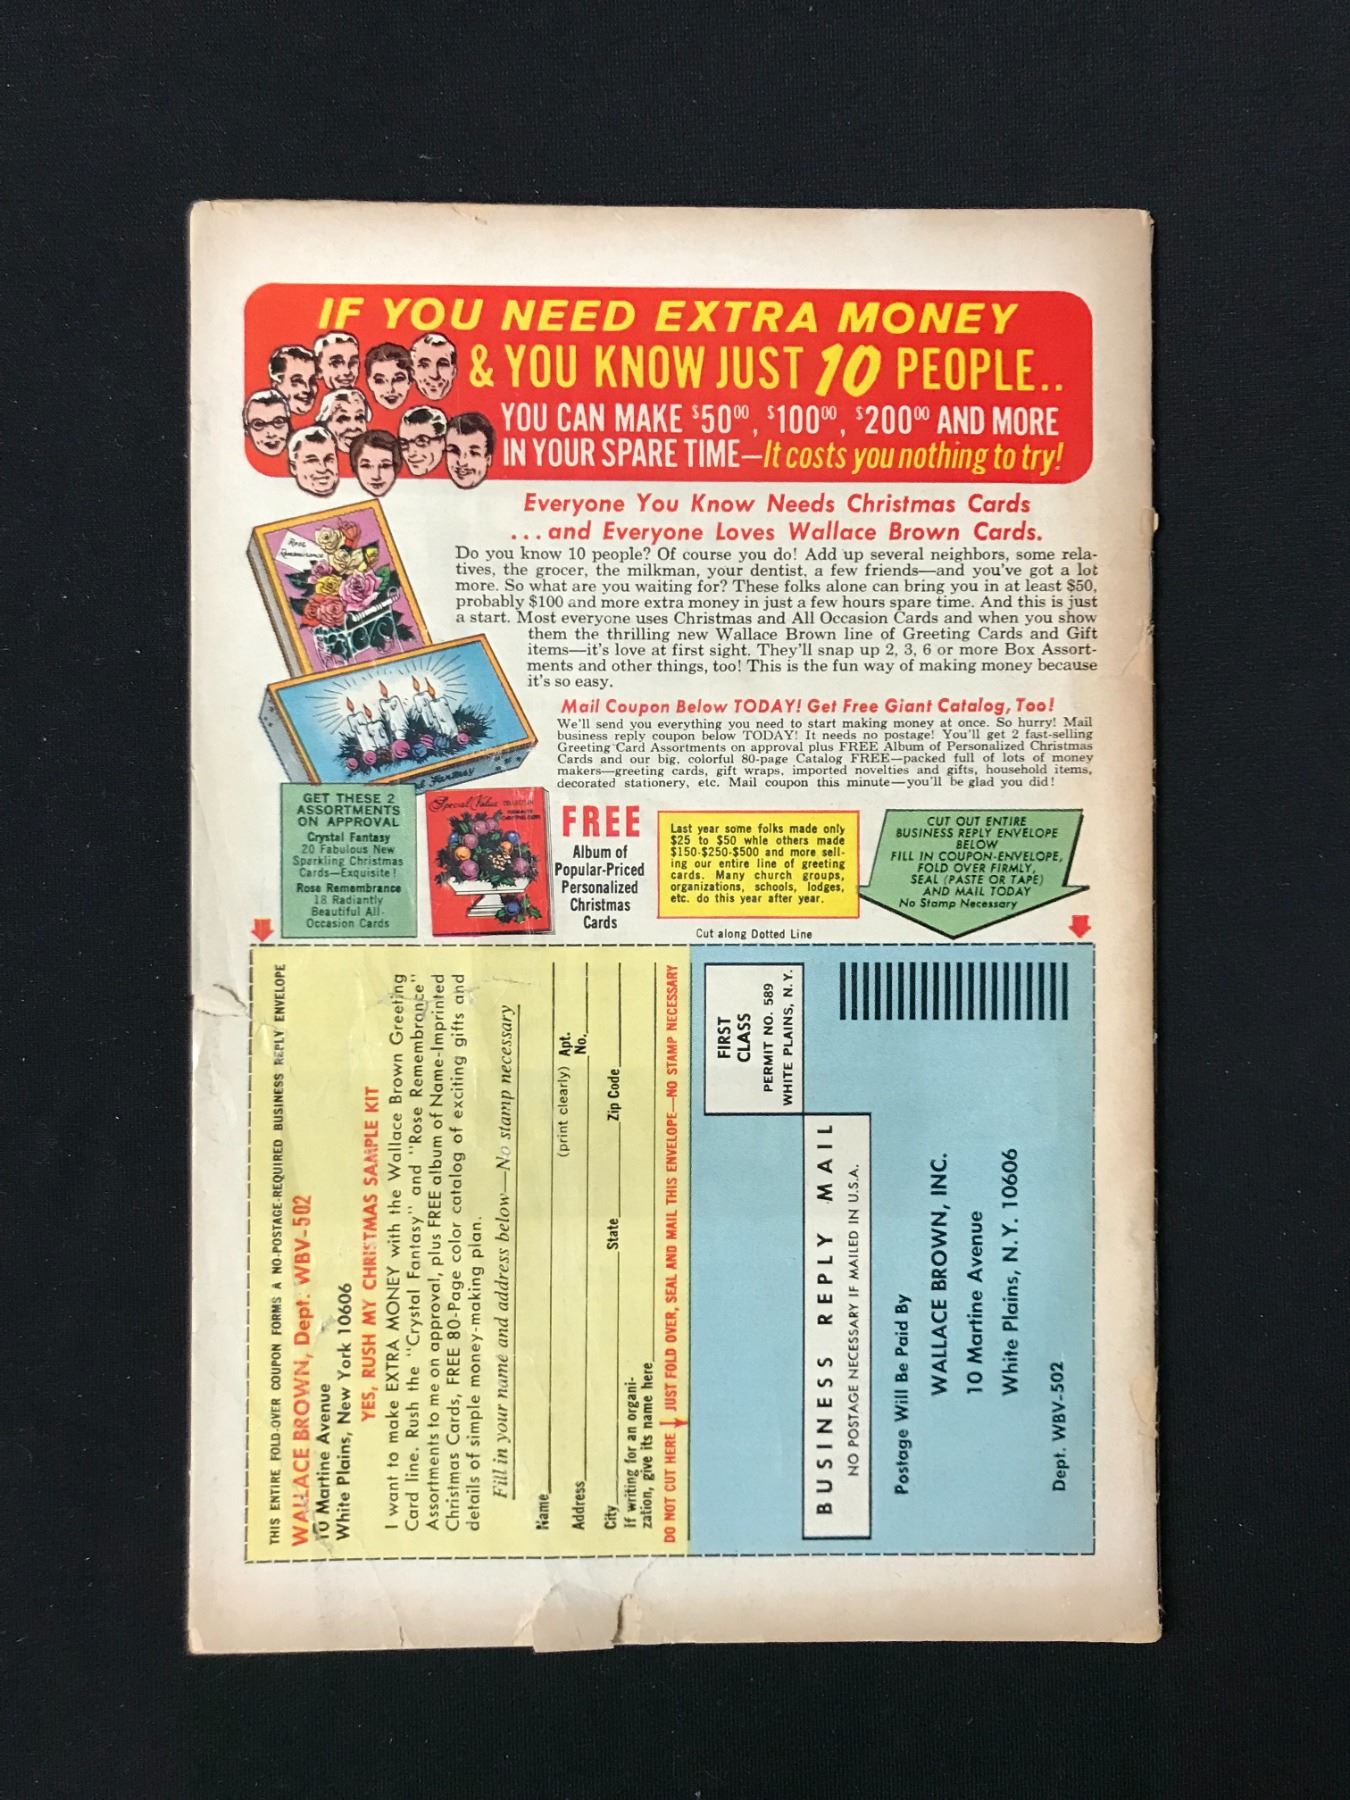 IF YOU NEED EXTRA MONEY
& YOU KNOW JUST 10 PEOPLE..
YOU CAN MAKE $50⁰⁰, $100⁰⁰, $200⁰⁰ AND MORE
IN YOUR SPARE TIME—It costs you nothing to try!
Everyone You Know Needs Christmas Cards
...and Everyone Loves Wallace Brown Cards.
Do you know 10 people? Of course you do! Add up several neighbors, some rela-
tives, the grocer, the milkman, your dentist, a few friends—and you've got a lot
more. So what are you waiting for? These folks alone can bring you in at least $50,
probably $100 and more extra money in just a few hours spare time. And this is just
a start. Most everyone uses Christmas and All Occasion Cards and when you show
them the thrilling new Wallace Brown line of Greeting Cards and Gift
items—it's love at first sight. They'll snap up 2, 3, 6 or more Box Assort-
ments and other things, too! This is the fun way of making money because
it's so easy.
Rose
Remembrance
Fantasy
Mail Coupon Below TODAY! Get Free Giant Catalog, Too!
We'll send you everything you need to start making money at once. So hurry! Mail
business reply coupon below TODAY! It needs no postage! You'll get 2 fast-selling
Greeting Card Assortments on approval plus FREE Album of Personalized Christmas
Cards and our big, colorful 80-page Catalog FREE—packed full of lots of money
makers—greeting cards, gift wraps, imported novelties and gifts, household items,
decorated stationery, etc. Mail coupon this minute—you'll be glad you did!
GET THESE 2
ASSORTMENTS
ON APPROVAL
Crystal Fantasy
20 Fabulous New
Sparkling Christmas
Cards—Exquisite!
Rose Remembrance
18 Radiantly
Beautiful All-
Occasion Cards
Special Value
FREE
Album of
Popular-Priced
Personalized
Christmas
Cards
Last year some folks made only
$25 to $50 while others made
$150-$250-$500 and more sell-
ing our entire line of greeting
cards. Many church groups,
organizations, schools, lodges,
etc. do this year after year.
CUT OUT ENTIRE
BUSINESS REPLY ENVELOPE
BELOW
FILL IN COUPON-ENVELOPE,
FOLD OVER FIRMLY,
SEAL (PASTE OR TAPE)
AND MAIL TODAY
No Stamp Necessary
Cut along Dotted Line
THIS ENTIRE FOLD-OVER COUPON FORMS A NO-POSTAGE-REQUIRED BUSINESS REPLY ENVELOPE
WALLACE BROWN, Dept. WBV-502
10 Martine Avenue
White Plains, New York 10606
YES, RUSH MY CHRISTMAS SAMPLE KIT
I want to make EXTRA MONEY with the Wallace Brown Greeting
Card line. Rush the "Crystal Fantasy" and "Rose Remembrance"
Assortments to me on approval, plus FREE album of Name-Imprinted
Christmas Cards, FREE 80-Page color catalog of exciting gifts and
details of simple money-making plan.
Fill in your name and address below—No stamp necessary
Name
(print clearly)
Address Apt. No.
City State Zip Code
If writing for an organi-
zation, give its name here
DO NOT CUT HERE JUST FOLD OVER, SEAL AND MAIL THIS ENVELOPE—NO STAMP NECESSARY
FIRST
CLASS
PERMIT NO. 589
WHITE PLAINS, N.Y.
BUSINESS REPLY MAIL
NO POSTAGE NECESSARY IF MAILED IN U.S.A.
Postage Will Be Paid By
WALLACE BROWN, INC.
10 Martine Avenue
White Plains, N. Y. 10606
Dept. WBV-502